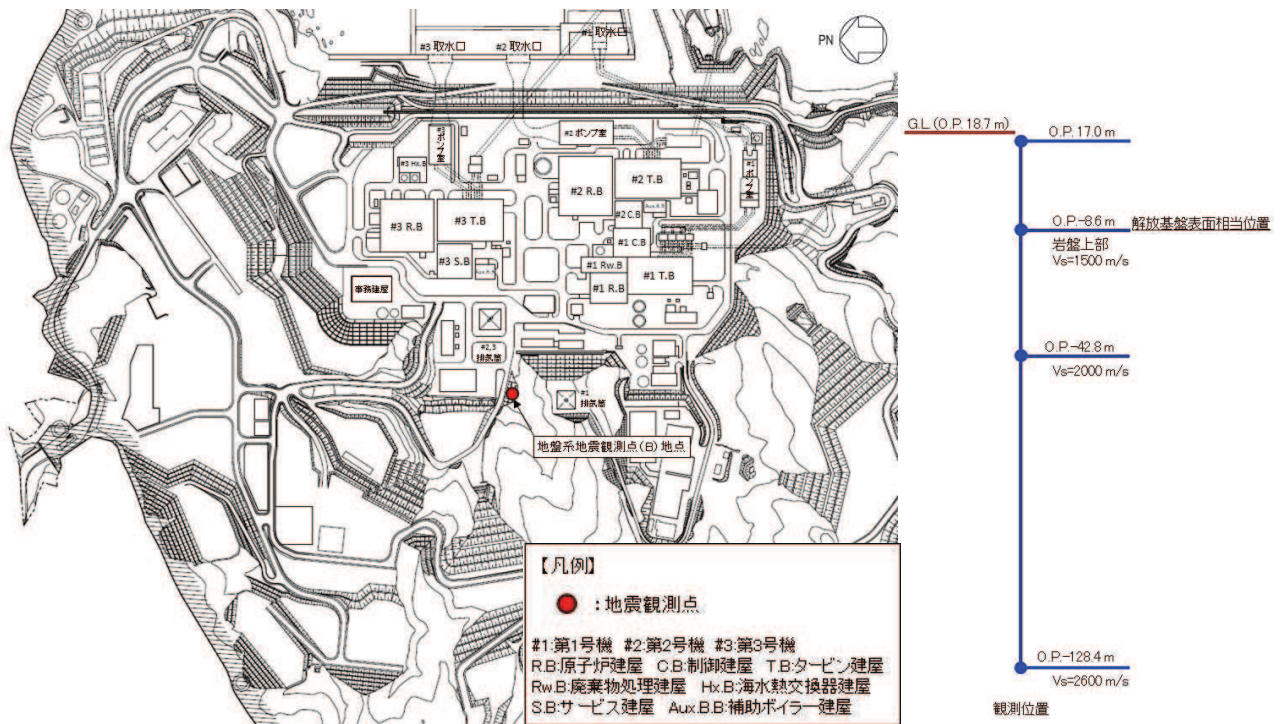 #3 取水口
#2 取水口
#1 取水口
PN
#3 ポンプ室
#2 ポンプ室
#1 ポンプ室
#3 Hx.B
#2 R.B
#2 T.B
#3 R.B
#3 T.B
#2 C.B
Aux.B.B
#1 C.B
#3 S.B
Aux.B.B
#1 Rw.B
#1 T.B
#1 R.B
事務建屋
#2,3
排気筒
#1
排気筒
地盤系地震観測点(B)地点
【凡例】
:地震観測点
#1:第1号機 #2:第2号機 #3:第3号機
R.B:原子炉建屋 C.B:制御建屋 T.B:タービン建屋
Rw.B:廃棄物処理建屋 Hx.B:海水熱交換器建屋
S.B:サービス建屋 Aux.B.B:補助ボイラー建屋
G.L.(O.P.18.7 m)
O.P. 17.0 m
O.P.-8.6 m 解放基盤表面相当位置
岩盤上部
Vs=1500 m/s
O.P.-42.8 m
Vs=2000 m/s
O.P.-128.4 m
Vs=2600 m/s
観測位置